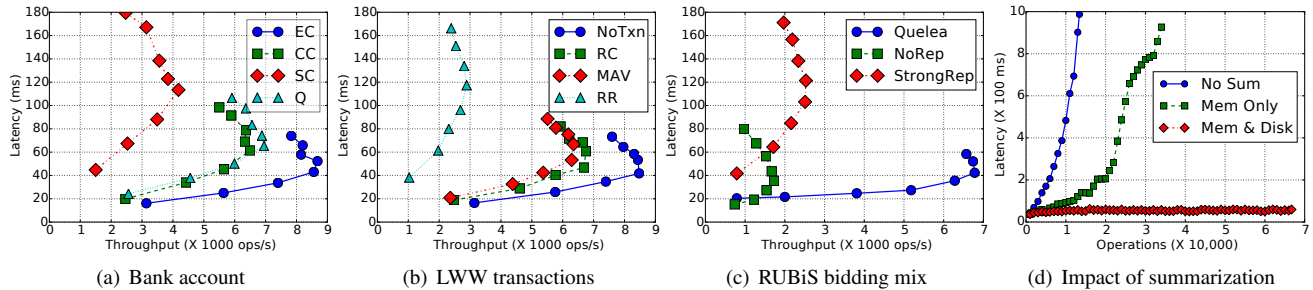 180
160
140
120
100
80
60
40
20
0
Latency (ms)
0 1 2 3 4 5 6 7 8 9
Throughput (X 1000 ops/s)
EC
CC
SC
Q
(a) Bank account
180
160
140
120
100
80
60
40
20
0
Latency (ms)
0 1 2 3 4 5 6 7 8 9
Throughput (X 1000 ops/s)
NoTxn
RC
MAV
RR
(b) LWW transactions
180
160
140
120
100
80
60
40
20
0
Latency (ms)
0 1 2 3 4 5 6 7
Throughput (X 1000 ops/s)
Quelea
NoRep
StrongRep
(c) RUBiS bidding mix
10
8
6
4
2
0
Latency (X 100 ms)
0 1 2 3 4 5 6 7
Operations (X 10,000)
No Sum
Mem Only
Mem & Disk
(d) Impact of summarization